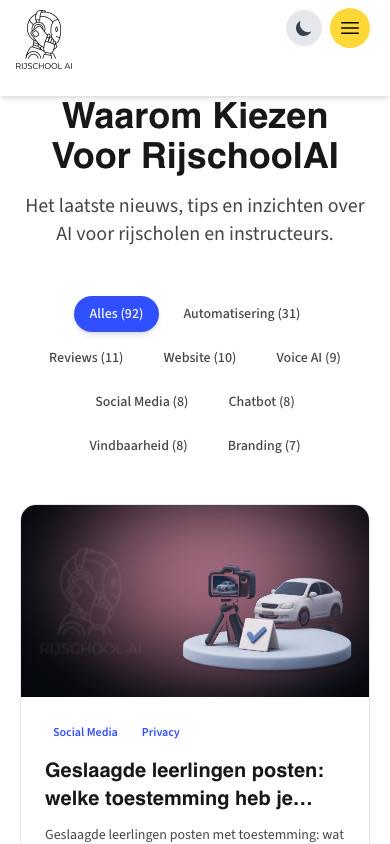 RIJSCHOOL AI
Waarom Kiezen
Voor RijschoolAI
Het laatste nieuws, tips en inzichten over
AI voor rijscholen en instructeurs.
Alles (92)
Automatisering (31)
Reviews (11)
Website (10)
Voice AI (9)
Social Media (8)
Chatbot (8)
Vindbaarheid (8)
Branding (7)
RIJSCHOOL AI
Social Media
Privacy
Geslaagde leerlingen posten:
welke toestemming heb je...
Geslaagde leerlingen posten met toestemming: wat